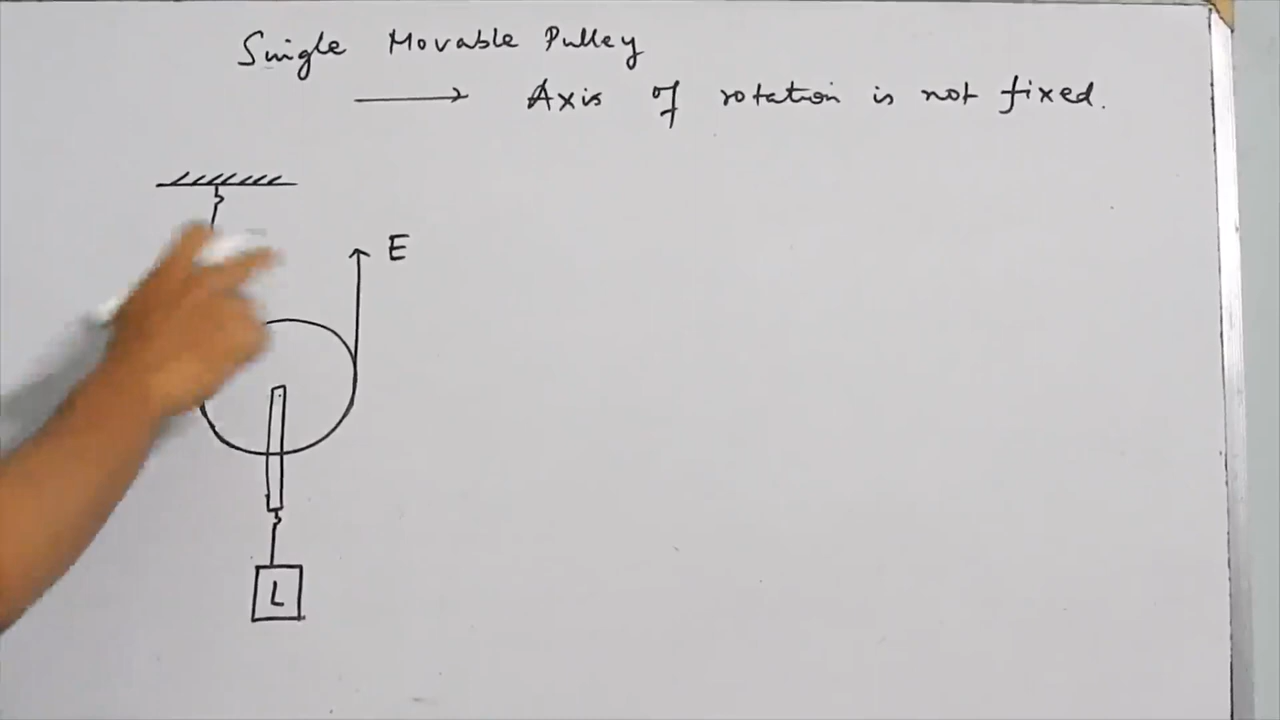 Single Movable Pulley
→ Axis of rotation is not fixed.
E
L